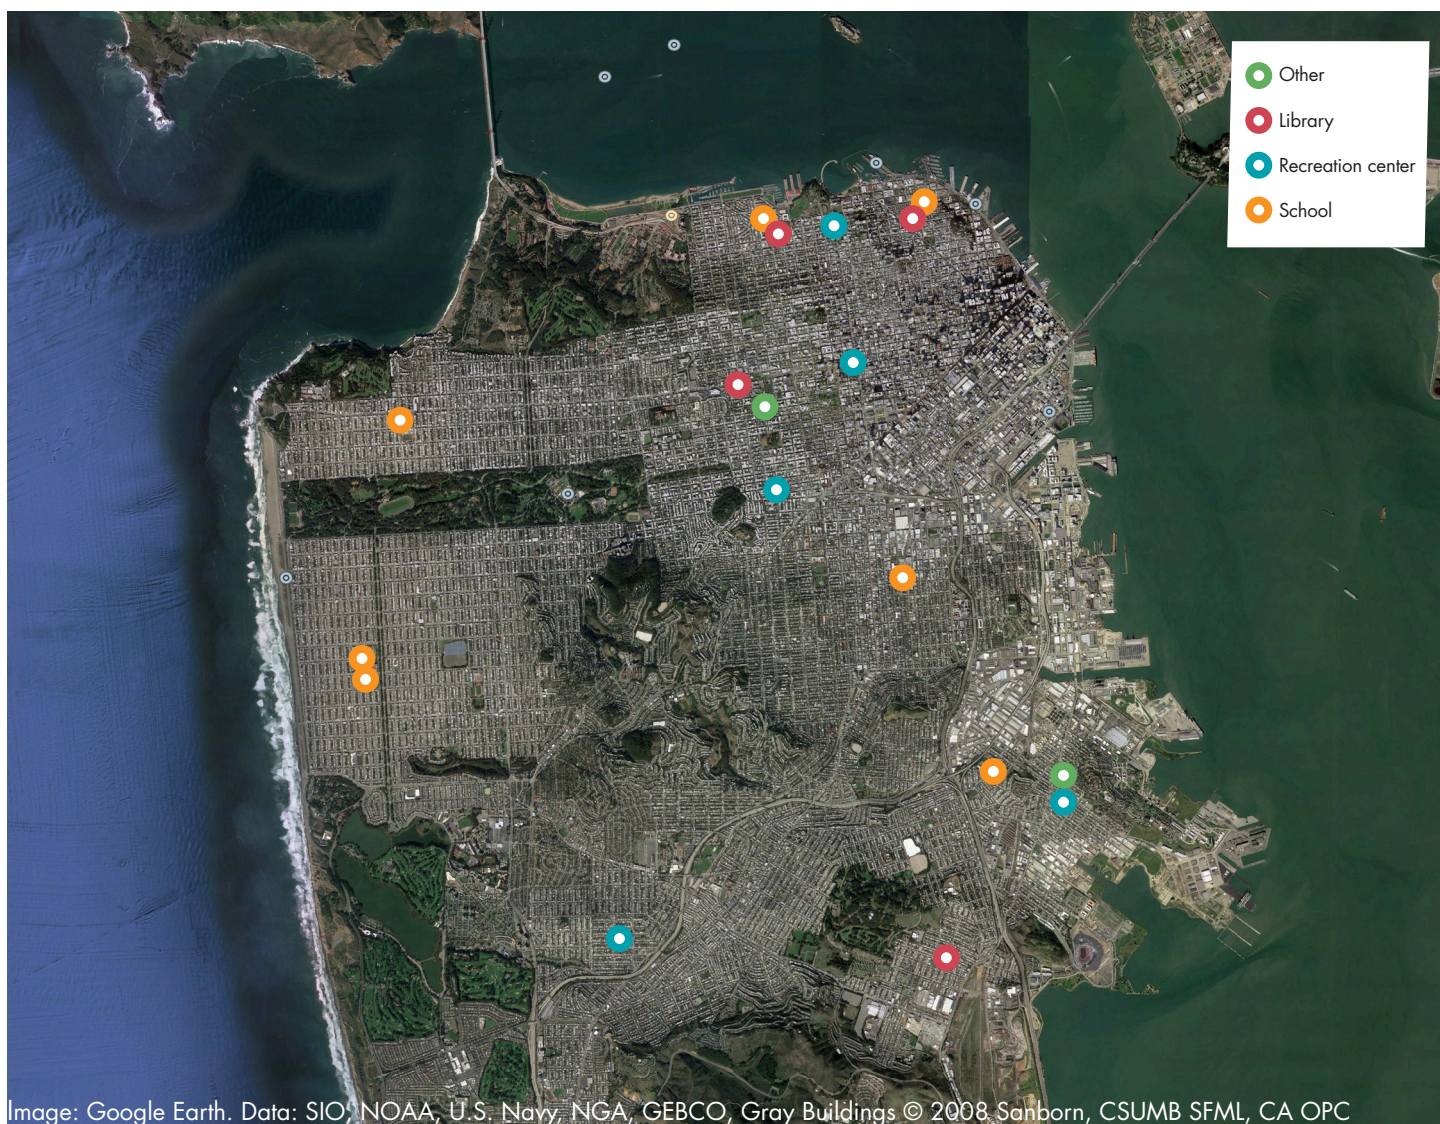 Other
Library
Recreation center
School
Image: Google Earth. Data: SIO, NOAA, U.S. Navy, NGA, GEBCO, Gray Buildings © 2008 Sanborn, CSUMB SFML, CA OPC